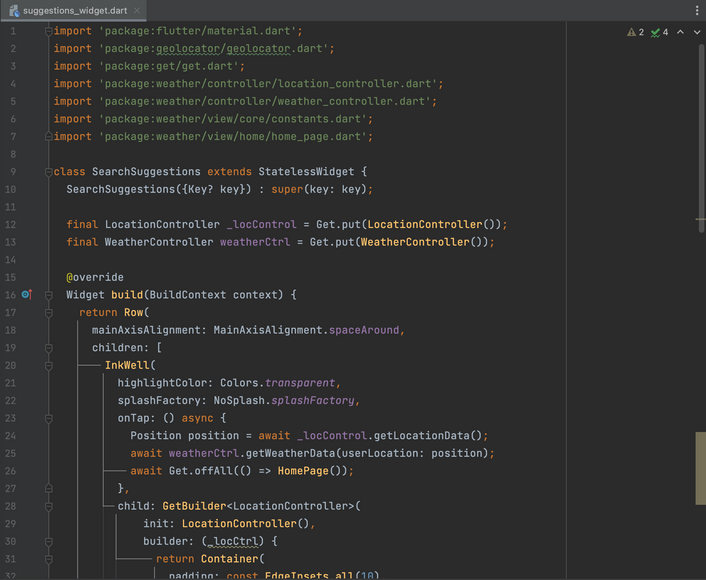 suggestions_widget.dart
2 4
1 import 'package:flutter/material.dart';
2 import 'package:geolocator/geolocator.dart';
3 import 'package:get/get.dart';
4 import 'package:weather/controller/location_controller.dart';
5 import 'package:weather/controller/weather_controller.dart';
6 import 'package:weather/view/core/constants.dart';
7 import 'package:weather/view/home/home_page.dart';
8
9 class SearchSuggestions extends StatelessWidget {
10 SearchSuggestions({Key? key}) : super(key: key);
11
12 final LocationController _locControl = Get.put(LocationController());
13 final WeatherController weatherCtrl = Get.put(WeatherController());
14
15 @override
16 Widget build(BuildContext context) {
17 return Row(
18 mainAxisAlignment: MainAxisAlignment.spaceAround,
19 children: [
20 InkWell(
21 highlightColor: Colors.transparent,
22 splashFactory: NoSplash.splashFactory,
23 onTap: () async {
24 Position position = await _locControl.getLocationData();
25 await weatherCtrl.getWeatherData(userLocation: position);
26 await Get.offAll(() => HomePage());
27 },
28 child: GetBuilder<LocationController>(
29 init: LocationController(),
30 builder: (_locCtrl) {
31 return Container(
32 padding: const EdgeInsets.all(10)